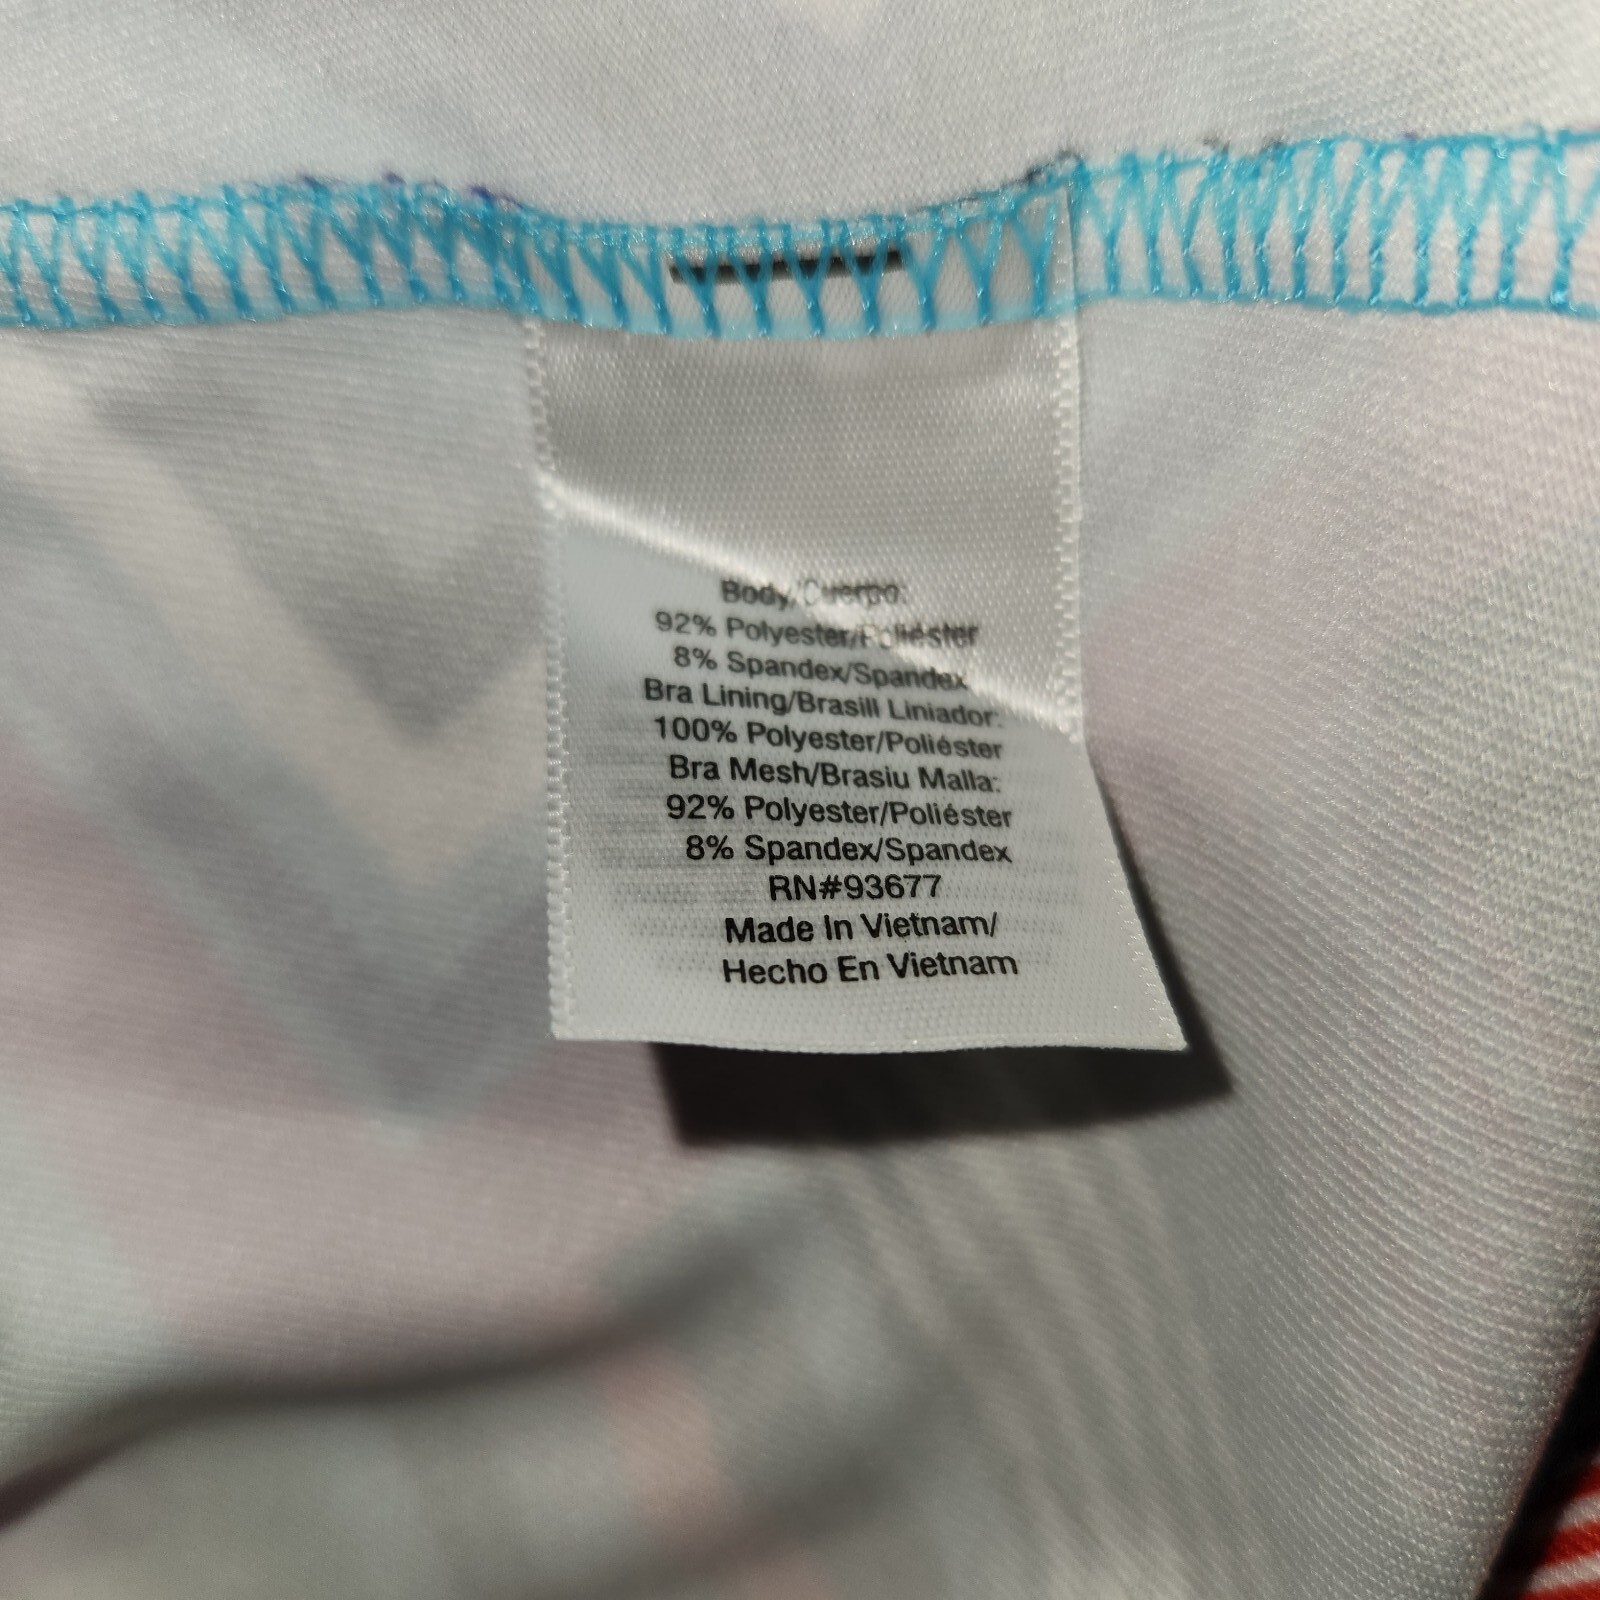 Body/Cuerpo:
92% Polyester/Poliéster
8% Spandex/Spandex
Bra Lining/Brasill Liniador:
100% Polyester/Poliéster
Bra Mesh/Brasiu Malla:
92% Polyester/Poliéster
8% Spandex/Spandex
RN#93677
Made In Vietnam/
Hecho En Vietnam